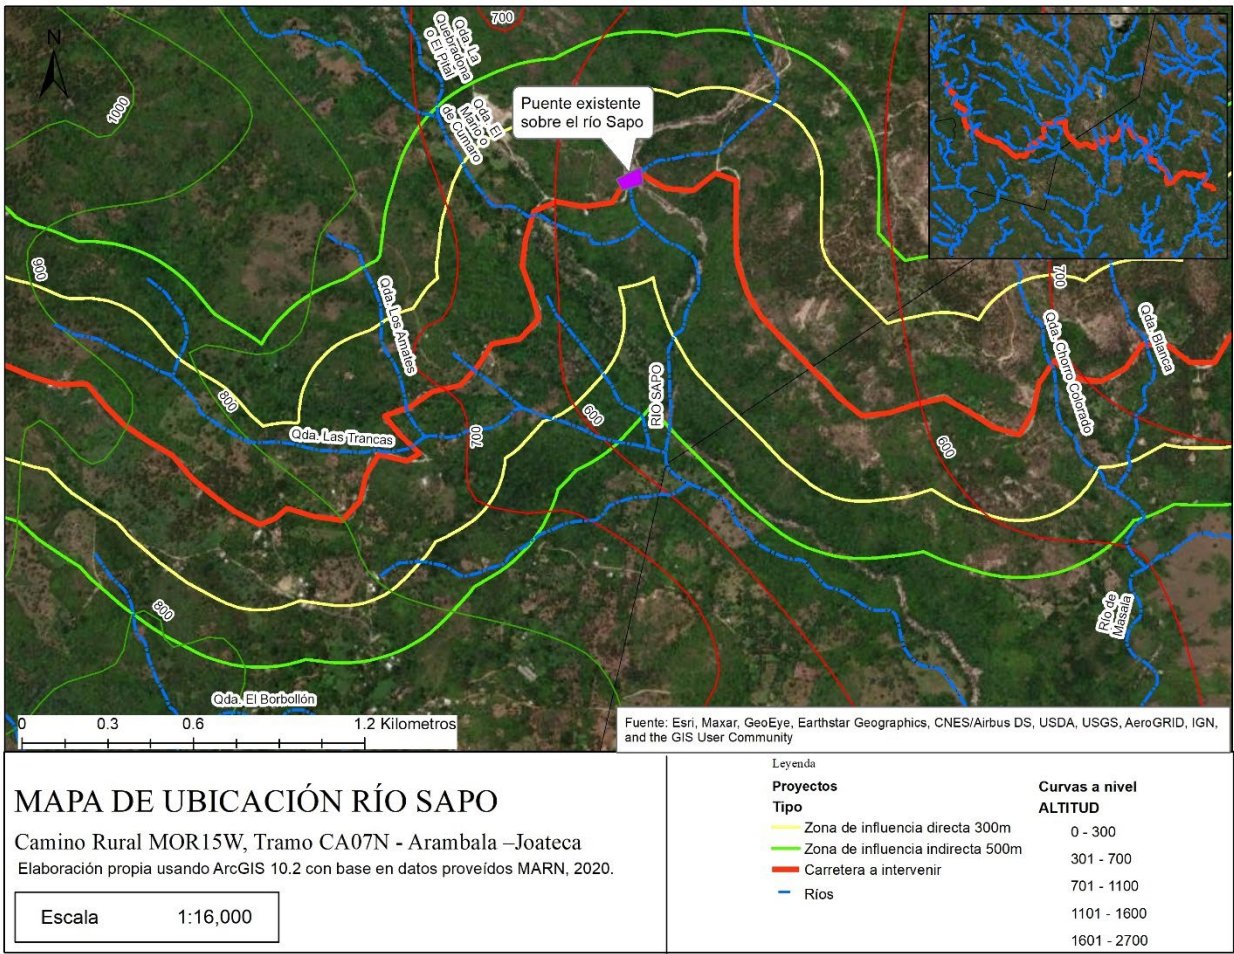 N
700
Qda. La
Quebradona
o El Pital
1000
Qda. El
Mario o
de Cumaro
Puente existente
sobre el río Sapo
900
700
Qda. Los Amates
Qda. Chorro Colorado
Qda. Blanca
800
RIO SAPO
600
700
Qda. Las Trancas
600
800
Río de
Masala
Qda. El Borbollón
0 0.3 0.6 1.2 Kilometros
Fuente: Esri, Maxar, GeoEye, Earthstar Geographics, CNES/Airbus DS, USDA, USGS, AeroGRID, IGN,
and the GIS User Community
MAPA DE UBICACIÓN RÍO SAPO
Camino Rural MOR15W, Tramo CA07N - Arambala –Joateca
Elaboración propia usando ArcGIS 10.2 con base en datos proveídos MARN, 2020.
Escala 1:16,000
Leyenda
Proyectos
Tipo
Zona de influencia directa 300m
Zona de influencia indirecta 500m
Carretera a intervenir
Ríos
Curvas a nivel
ALTITUD
0 - 300
301 - 700
701 - 1100
1101 - 1600
1601 - 2700